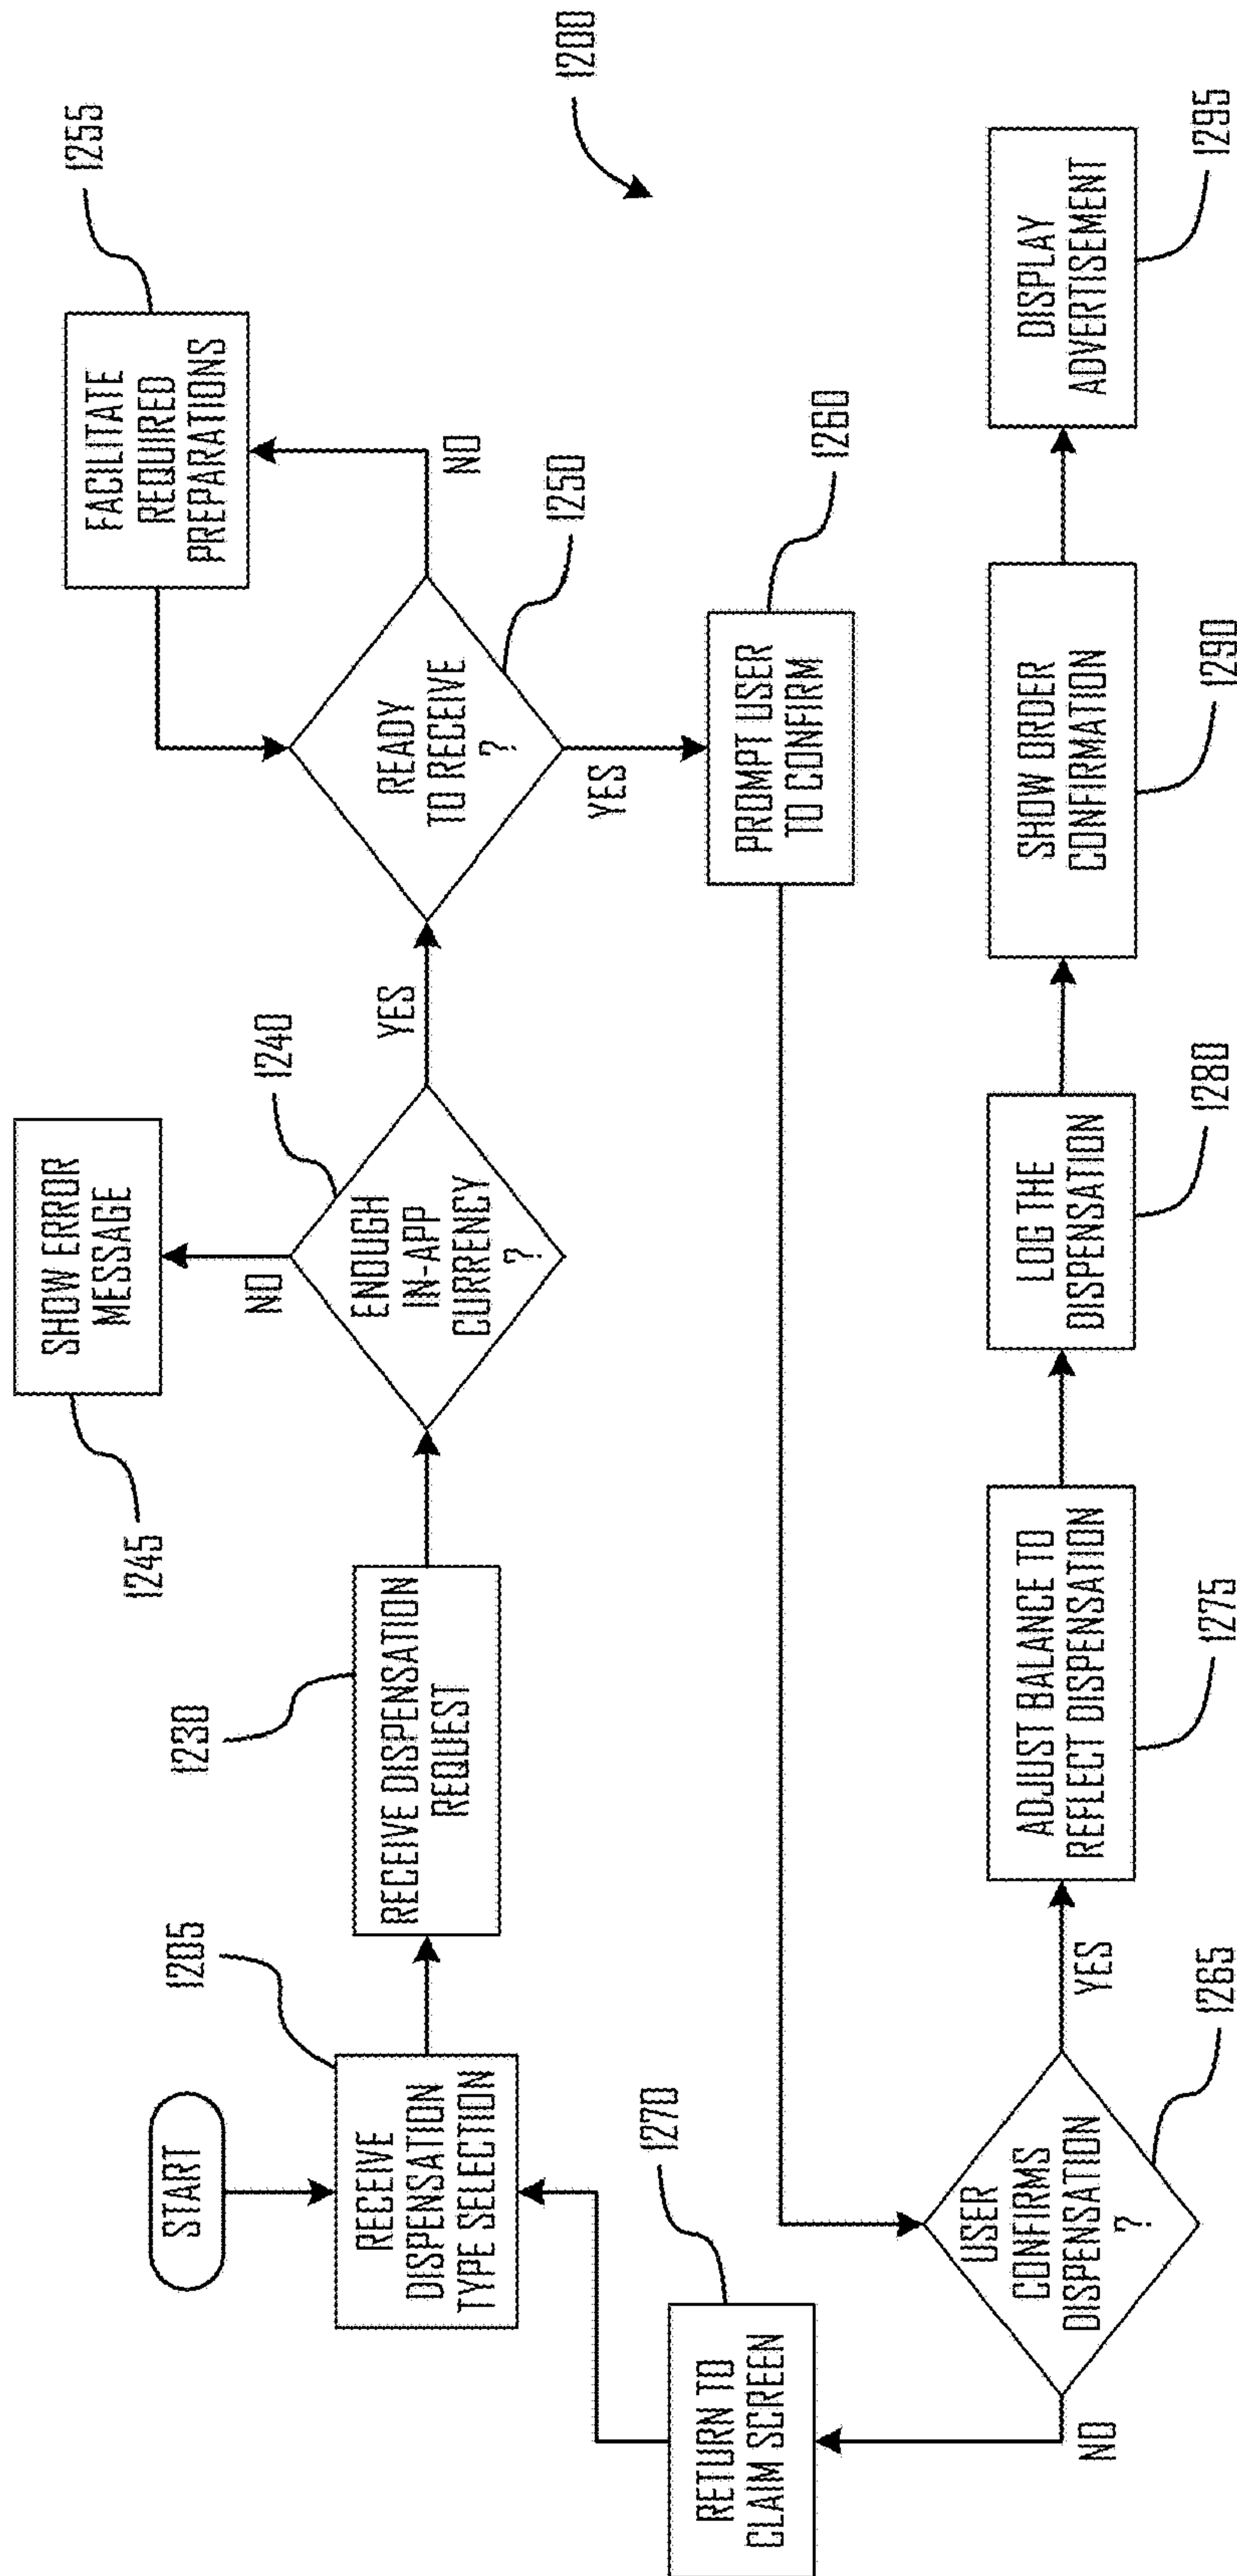 START
1205
RECEIVE
DISPENSATION
TYPE SELECTION
1230
RECEIVE DISPENSATION
REQUEST
1240
ENOUGH
IN-APP
CURRENCY
?
NO
YES
1245
SHOW ERROR
MESSAGE
1250
READY
TO RECEIVE
?
NO
YES
1255
FACILITATE
REQUIRED
PREPARATIONS
1200
1260
PROMPT USER
TO CONFIRM
1265
USER
CONFIRMS
DISPENSATION
?
NO
YES
1270
RETURN TO
CLAIM SCREEN
ADJUST BALANCE TO
REFLECT DISPENSATION
1275
LOG THE
DISPENSATION
1280
SHOW ORDER
CONFIRMATION
1290
DISPLAY
ADVERTISEMENT
1295